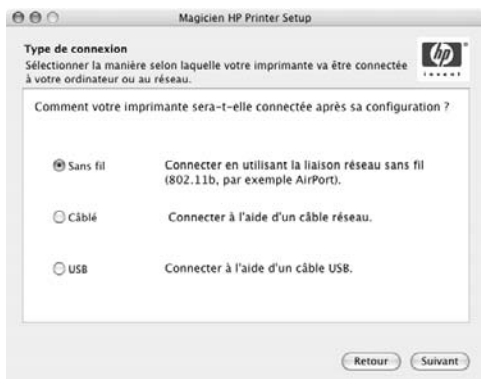 Magicien HP Printer Setup
Type de connexion
Sélectionner la manière selon laquelle votre imprimante va être connectée
à votre ordinateur ou au réseau.
hp
invent
Comment votre imprimante sera-t-elle connectée après sa configuration ?
Sans fil
Connecter en utilisant la liaison réseau sans fil
(802.11b, par exemple AirPort).
Câblé
Connecter à l'aide d'un câble réseau.
USB
Connecter à l'aide d'un câble USB.
Retour
Suivant